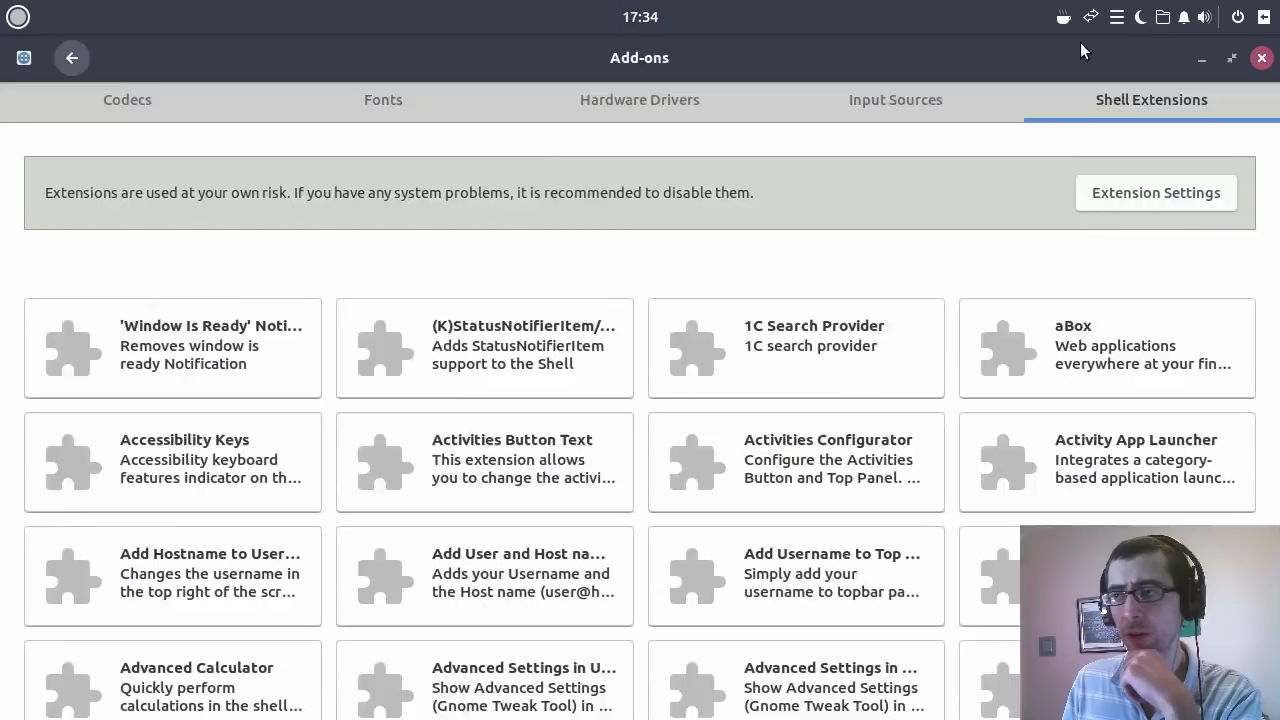 17:34
Add-ons
Codecs
Fonts
Hardware Drivers
Input Sources
Shell Extensions
Extensions are used at your own risk. If you have any system problems, it is recommended to disable them.
Extension Settings
'Window Is Ready' Noti...
Removes window is
ready Notification
(K)StatusNotifierItem/...
Adds StatusNotifierItem
support to the Shell
1C Search Provider
1C search provider
aBox
Web applications
everywhere at your fin...
Accessibility Keys
Accessibility keyboard
features indicator on th...
Activities Button Text
This extension allows
you to change the activi...
Activities Configurator
Configure the Activities
Button and Top Panel. ...
Activity App Launcher
Integrates a category-
based application launc...
Add Hostname to User...
Changes the username in
the top right of the scr...
Add User and Host na...
Adds your Username and
the Host name (user@h...
Add Username to Top ...
Simply add your
username to topbar pa...
Advanced Calculator
Quickly perform
calculations in the shell...
Advanced Settings in U...
Show Advanced Settings
(Gnome Tweak Tool) in ...
Advanced Settings in ...
Show Advanced Settings
(Gnome Tweak Tool) in ...